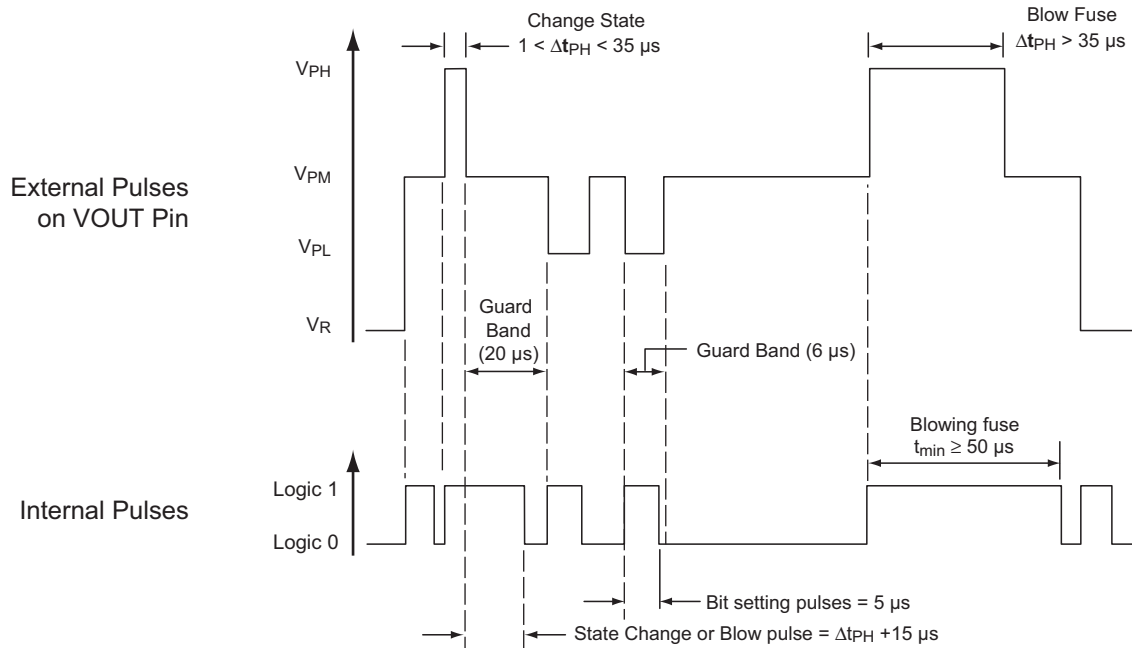 Change State
1 < ΔtPH < 35 µs
Blow Fuse
ΔtPH > 35 µs
VPH
VPM
VPL
VR
External Pulses
on VOUT Pin
Guard
Band
(20 µs)
Guard Band (6 µs)
Blowing fuse
tmin ≥ 50 µs
Internal Pulses
Logic 1
Logic 0
Bit setting pulses = 5 µs
State Change or Blow pulse = ΔtPH +15 µs